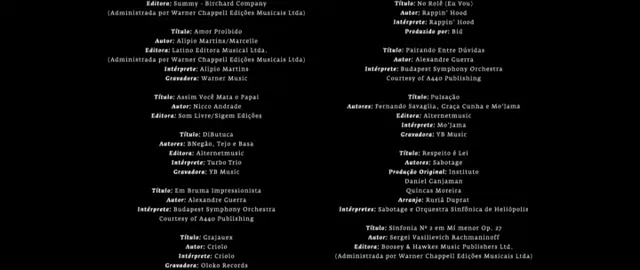 Editora: Summy - Birchard Company
(Administrada por Warner Chappell Edições Musicais Ltda)
Título: Amor Proibido
Autor: Alípio Martins/Marcelle
Editora: Latino Editora Musical Ltda.
(Administrada por Warner Chappell Edições Musicais Ltda)
Intérprete: Alípio Martins
Gravadora: Warner Music
Título: Assim Você Mata o Papai
Autor: Nicco Andrade
Editora: Som Livre/Sigem Edições
Título: DiButuca
Autores: BNegão, Tejo e Basa
Editora: Alternetmusic
Intérprete: Turbo Trio
Gravadora: YB Music
Título: Em Bruma Impressionista
Autor: Alexandre Guerra
Intérprete: Budapest Symphony Orchestra
Courtesy of A440 Publishing
Título: Grajauex
Autor: Criolo
Intérprete: Criolo
Gravadora: Oloko Records
Título: No Rolê (Eu Vou)
Autor: Rappin' Hood
Intérprete: Rappin' Hood
Produzido por: Bid
Título: Pairando Entre Dúvidas
Autor: Alexandre Guerra
Intérprete: Budapest Symphony Orchestra
Courtesy of A440 Publishing
Título: Pulsação
Autores: Fernando Savaglia, Graça Cunha e Mo'Jama
Editora: Alternetmusic
Intérprete: Mo'Jama
Gravadora: YB Music
Título: Respeito é Lei
Autores: Sabotage
Produção Original: Instituto
Daniel Ganjaman
Quincas Moreira
Arranjo: Ruriá Duprat
Intérpretes: Sabotage e Orquestra Sinfônica de Heliópolis
Título: Sinfonia Nº 2 em Mi menor Op. 27
Autor: Sergei Vasilievich Rachmaninoff
Editora: Boosey & Hawkes Music Publishers Ltd.
(Administrada por Warner Chappell Edições Musicais Ltda)